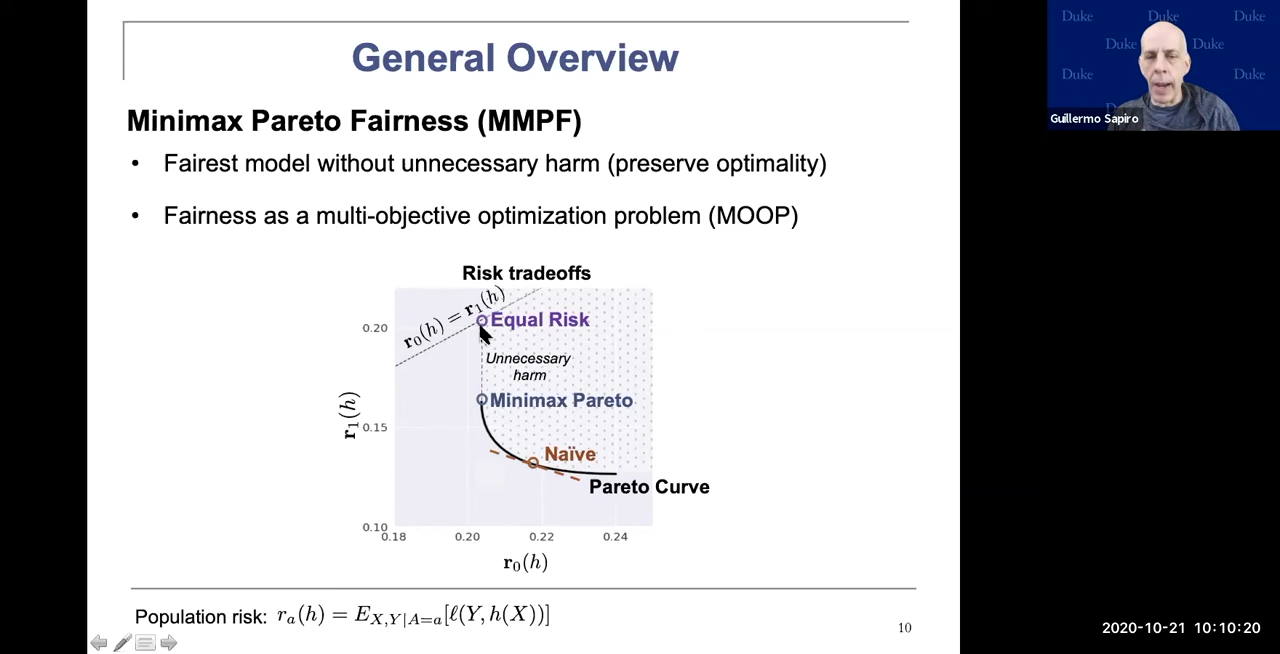 General Overview
Minimax Pareto Fairness (MMPF)
• Fairest model without unnecessary harm (preserve optimality)
• Fairness as a multi-objective optimization problem (MOOP)
Risk tradeoffs
r₀(h) = r₁(h)
Equal Risk
Unnecessary
harm
Minimax Pareto
Naïve
Pareto Curve
0.20
0.15
0.10
r₁(h)
0.18 0.20 0.22 0.24
r₀(h)
Population risk: rₐ(h) = E_{X,Y|A=a}[ℓ(Y, h(X))]
10
Duke Duke Duke
Duke Duke
Duke Duke
Guillermo Sapiro
2020-10-21 10:10:20